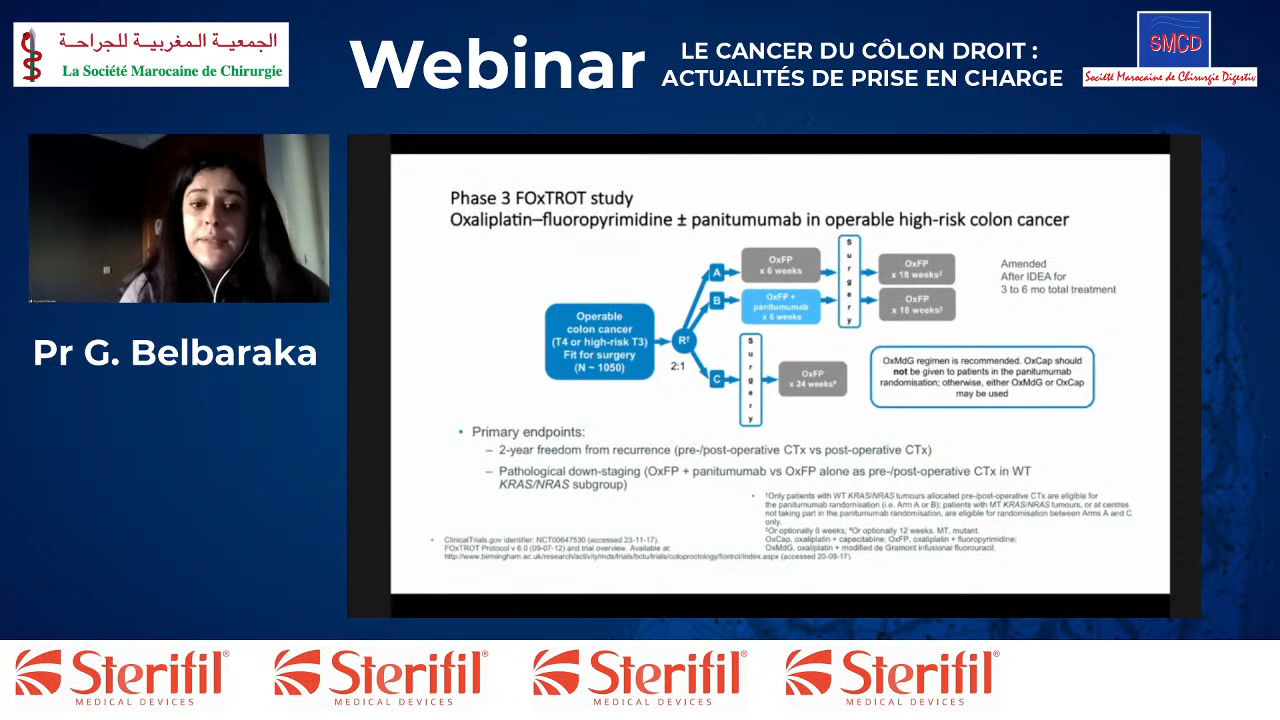 الجمعية المغربية للجراحة
La Société Marocaine de Chirurgie
Webinar
LE CANCER DU CÔLON DROIT :
ACTUALITÉS DE PRISE EN CHARGE
SMCD
Société Marocaine de Chirurgie Digestiv
Pr G. Belbaraka
Phase 3 FOxTROT study
Oxaliplatin–fluoropyrimidine ± panitumumab in operable high-risk colon cancer
Operable
colon cancer
(T4 or high-risk T3)
Fit for surgery
(N ~ 1050)
R†
2:1
A
OxFP
x 6 weeks
B
OxFP +
panitumumab
x 6 weeks
Surgery
OxFP
x 18 weeks‡
OxFP
x 18 weeks‡
C
Surgery
OxFP
x 24 weeks#
Amended
After IDEA for
3 to 6 mo total treatment
OxMdG regimen is recommended. OxCap should
not be given to patients in the panitumumab
randomisation; otherwise, either OxMdG or OxCap
may be used
• Primary endpoints:
– 2-year freedom from recurrence (pre-/post-operative CTx vs post-operative CTx)
– Pathological down-staging (OxFP + panitumumab vs OxFP alone as pre-/post-operative CTx in WT
KRAS/NRAS subgroup)
• †Only patients with WT KRAS/NRAS tumours allocated pre-/post-operative CTx are eligible for
the panitumumab randomisation (i.e. Arm A or B); patients with MT KRAS/NRAS tumours, or at centres
not taking part in the panitumumab randomisation, are eligible for randomisation between Arms A and C
only.
‡Or optionally 6 weeks; #Or optionally 12 weeks. MT, mutant.
OxCap, oxaliplatin + capecitabine; OxFP, oxaliplatin + fluoropyrimidine;
OxMdG, oxaliplatin + modified de Gramont infusional fluorouracil.
• ClinicalTrials.gov identifier: NCT00647530 (accessed 23-11-17).
FOxTROT Protocol v 6.0 (09-07-12) and trial overview. Available at:
http://www.birmingham.ac.uk/research/activity/mds/trials/bctu/trials/coloproctology/foxtrot/index.aspx (accessed 20-09-17).
Sterifil® Sterifil® Sterifil® Sterifil®
MEDICAL DEVICES MEDICAL DEVICES MEDICAL DEVICES MEDICAL DEVICES